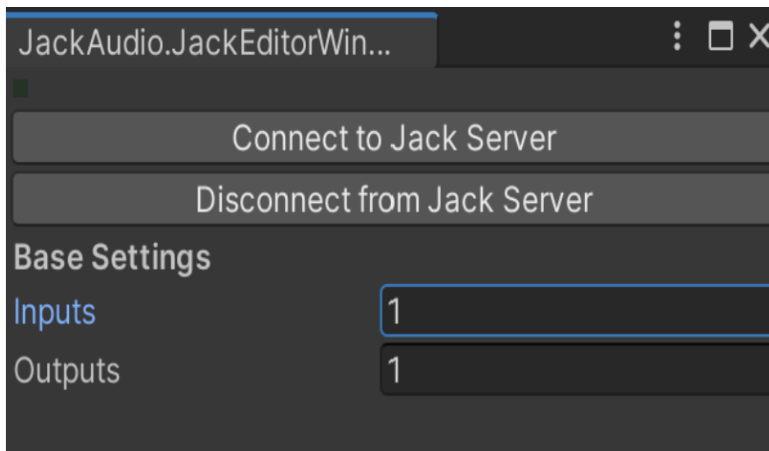 JackAudio.JackEditorWin...
Connect to Jack Server
Disconnect from Jack Server
Base Settings
Inputs 1
Outputs 1